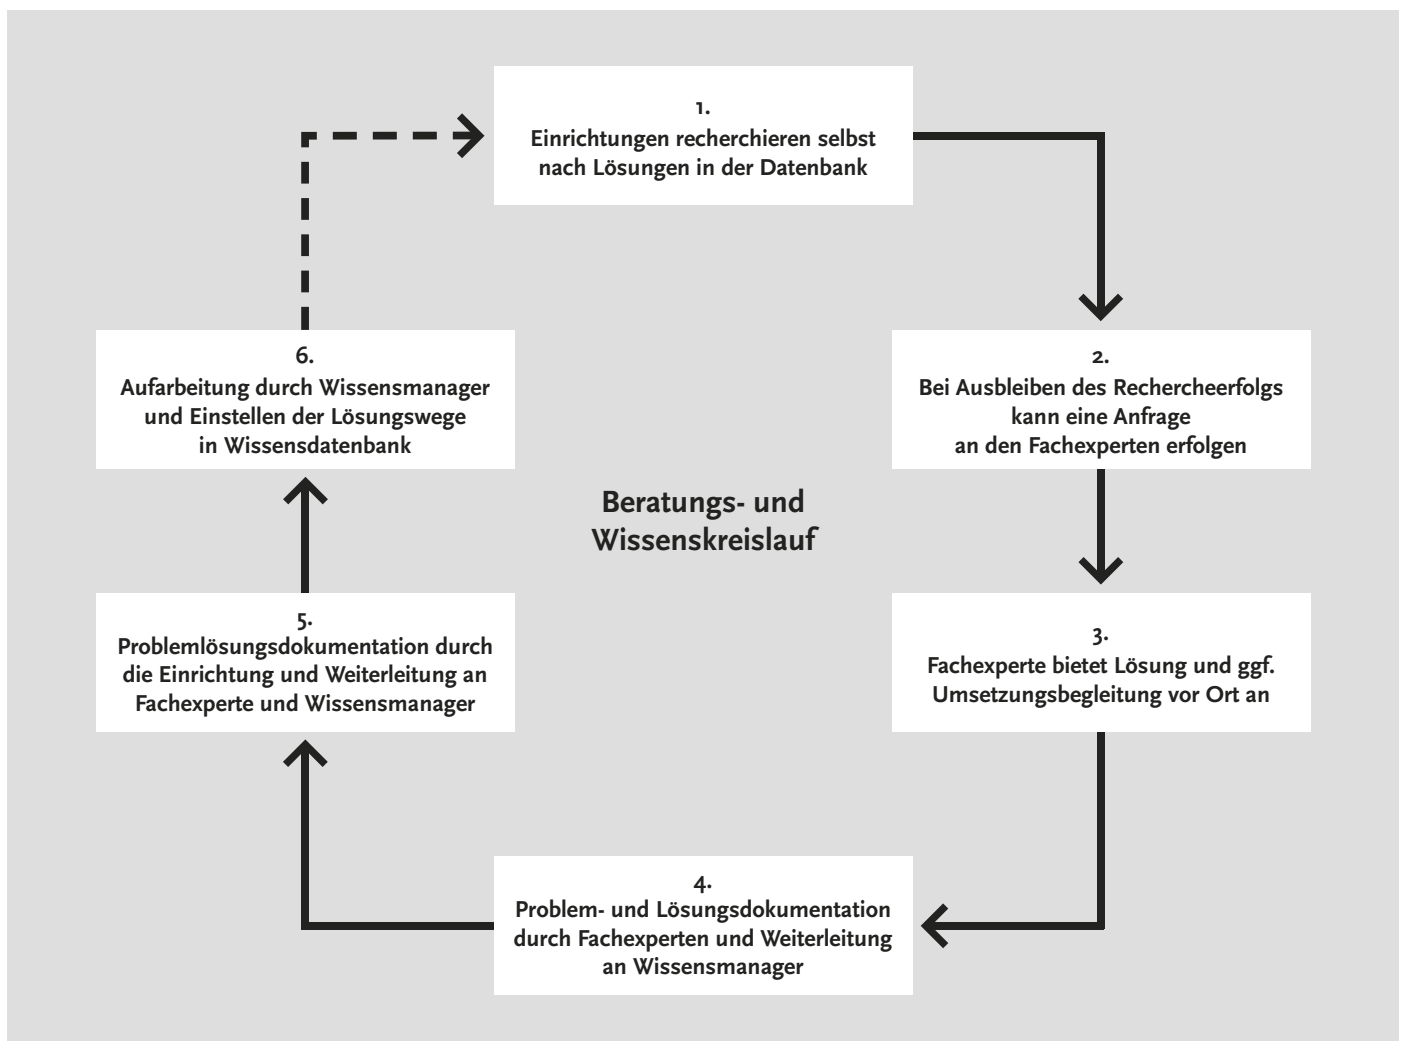 1.
Einrichtungen recherchieren selbst
nach Lösungen in der Datenbank
2.
Bei Ausbleiben des Rechercheerfolgs
kann eine Anfrage
an den Fachexperten erfolgen
3.
Fachexperte bietet Lösung und ggf.
Umsetzungsbegleitung vor Ort an
4.
Problem- und Lösungsdokumentation
durch Fachexperten und Weiterleitung
an Wissensmanager
5.
Problemlösungsdokumentation durch
die Einrichtung und Weiterleitung an
Fachexperte und Wissensmanager
6.
Aufarbeitung durch Wissensmanager
und Einstellen der Lösungswege
in Wissensdatenbank
Beratungs- und
Wissenskreislauf